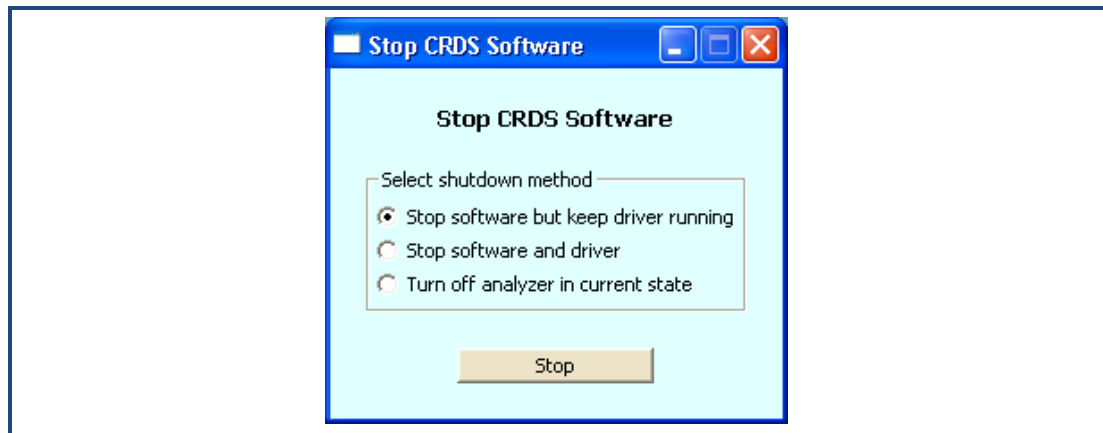 Stop CRDS Software
Stop CRDS Software
Select shutdown method
Stop software but keep driver running
Stop software and driver
Turn off analyzer in current state
Stop